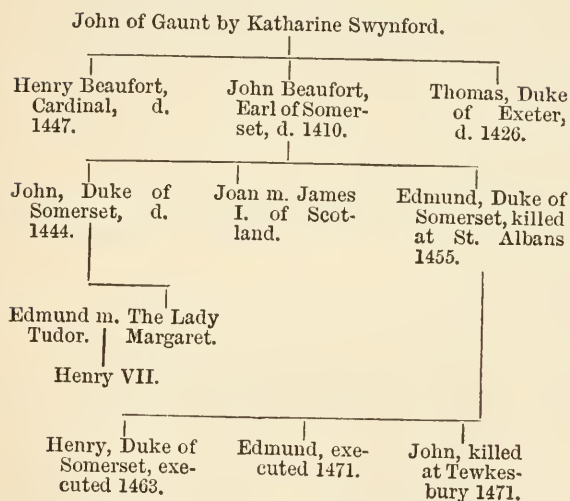 John of Gaunt by Katharine Swynford.
Henry Beaufort,
Cardinal, d.
1447.
John Beaufort,
Earl of Somer-
set, d. 1410.
Thomas, Duke
of Exeter,
d. 1426.
John, Duke of
Somerset, d.
1444.
Joan m. James
I. of Scot-
land.
Edmund, Duke of
Somerset, killed
at St. Albans
1455.
Edmund m. The Lady
Tudor. Margaret.
Henry VII.
Henry, Duke of
Somerset, exe-
cuted 1463.
Edmund, exe-
cuted 1471.
John, killed
at Tewkes-
bury 1471.